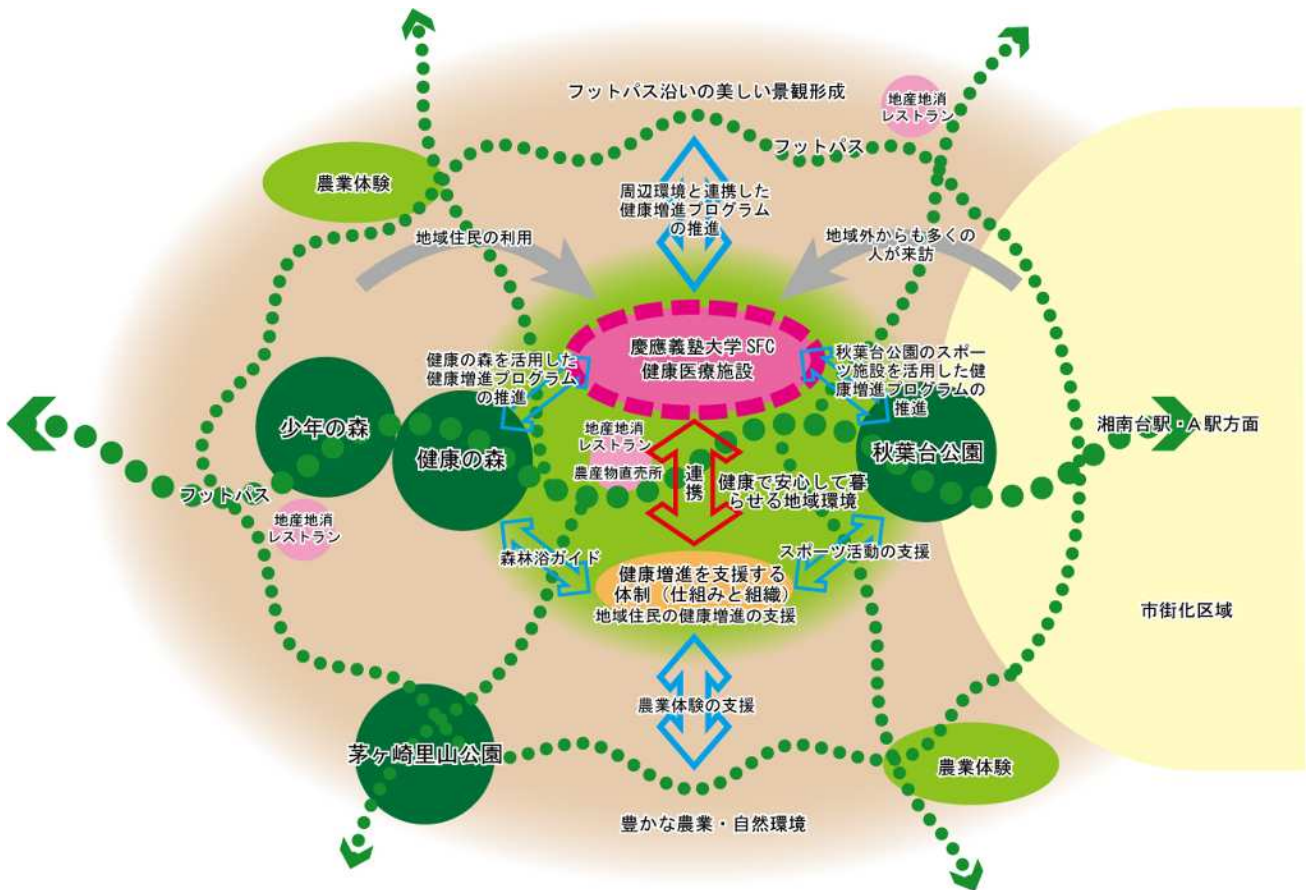 フットパス沿いの美しい景観形成
地産地消
レストラン
フットパス
農業体験
周辺環境と連携した
健康増進プログラム
の推進
地域住民の利用
地域外からも多くの
人が来訪
慶應義塾大学 SFC
健康医療施設
健康の森を活用した
健康増進プログラム
の推進
秋葉台公園のスポー
ツ施設を活用した健
康増進プログラムの
推進
少年の森
健康の森
地産地消
レストラン
農産物直売所
連携
健康で安心して暮
らせる地域環境
秋葉台公園
湘南台駅・A駅方面
フットパス
地産地消
レストラン
森林浴ガイド
スポーツ活動の支援
健康増進を支援する
体制（仕組みと組織）
地域住民の健康増進の支援
市街化区域
農業体験の支援
茅ヶ崎里山公園
農業体験
豊かな農業・自然環境